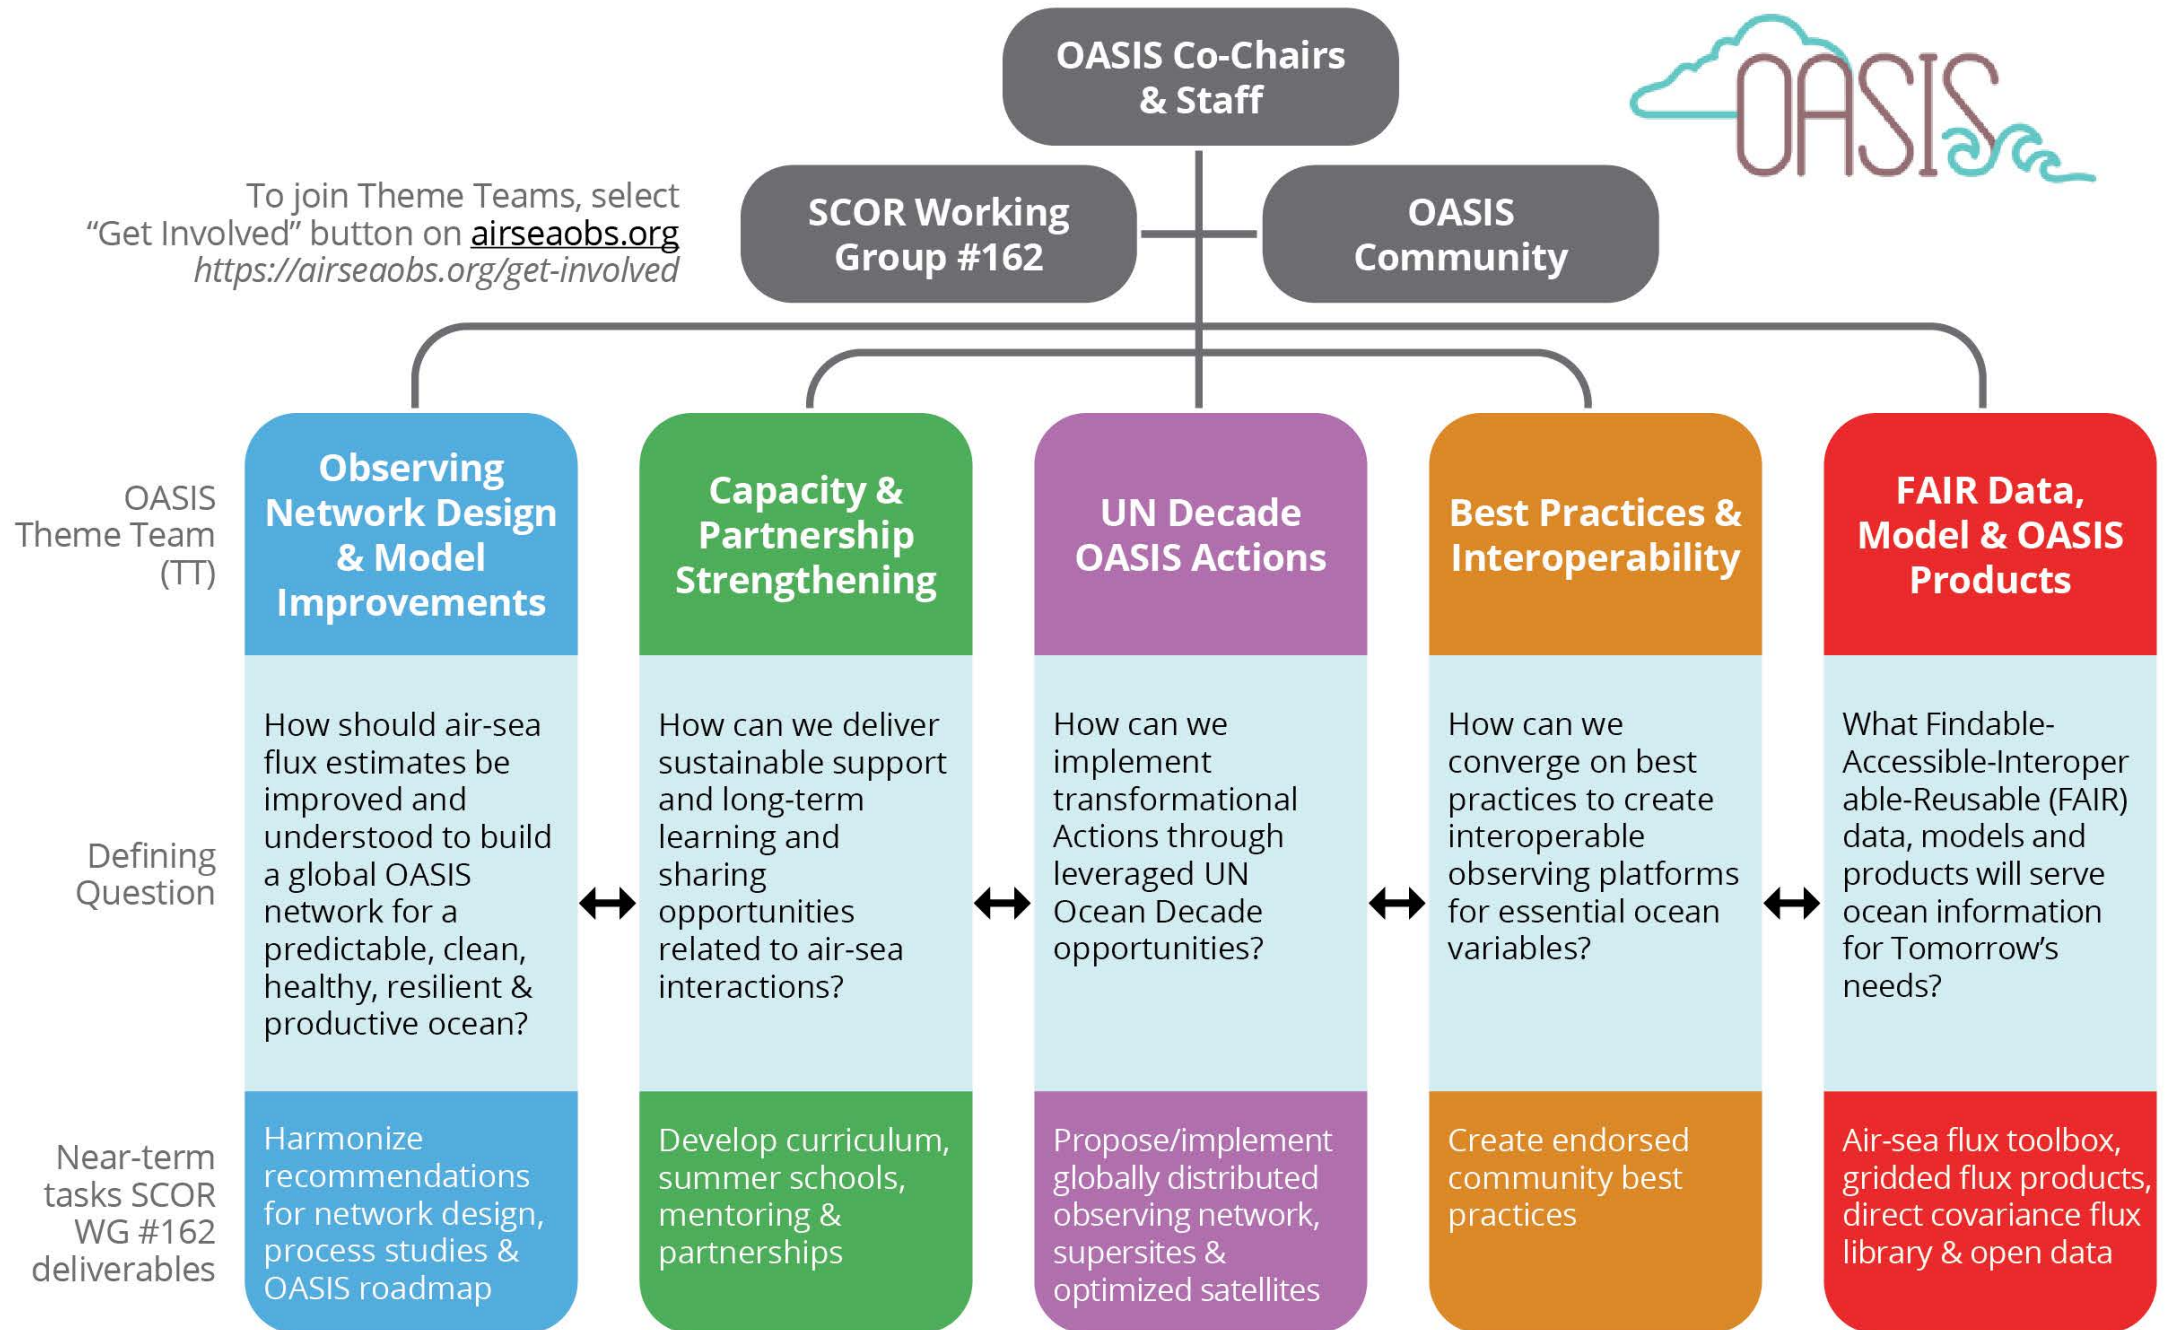 OASIS Co-Chairs
& Staff
OASIS
To join Theme Teams, select
“Get Involved” button on airseaobs.org
https://airseaobs.org/get-involved
SCOR Working
Group #162
OASIS
Community
OASIS
Theme Team
(TT)
Observing
Network Design
& Model
Improvements
Capacity &
Partnership
Strengthening
UN Decade
OASIS Actions
Best Practices &
Interoperability
FAIR Data,
Model & OASIS
Products
Defining
Question
How should air-sea
flux estimates be
improved and
understood to build
a global OASIS
network for a
predictable, clean,
healthy, resilient &
productive ocean?
How can we deliver
sustainable support
and long-term
learning and
sharing
opportunities
related to air-sea
interactions?
How can we
implement
transformational
Actions through
leveraged UN
Ocean Decade
opportunities?
How can we
converge on best
practices to create
interoperable
observing platforms
for essential ocean
variables?
What Findable-
Accessible-Interoper
able-Reusable (FAIR)
data, models and
products will serve
ocean information
for Tomorrow’s
needs?
Near-term
tasks SCOR
WG #162
deliverables
Harmonize
recommendations
for network design,
process studies &
OASIS roadmap
Develop curriculum,
summer schools,
mentoring &
partnerships
Propose/implement
globally distributed
observing network,
supersites &
optimized satellites
Create endorsed
community best
practices
Air-sea flux toolbox,
gridded flux products,
direct covariance flux
library & open data